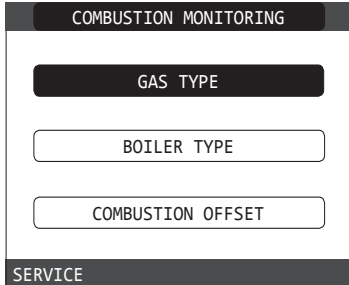 COMBUSTION MONITORING
GAS TYPE
BOILER TYPE
COMBUSTION OFFSET
SERVICE